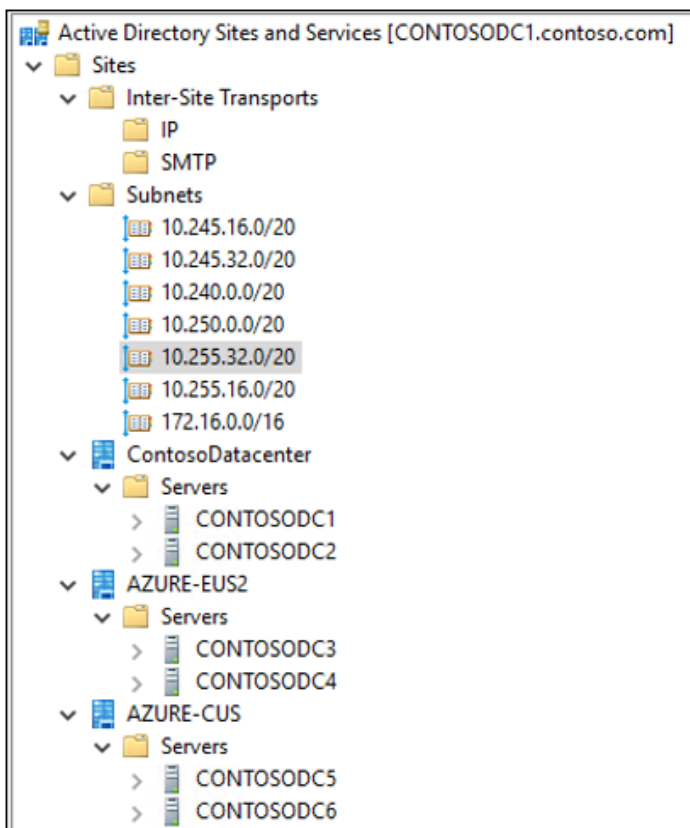 Active Directory Sites and Services [CONTOSODC1.contoso.com]
Sites
Inter-Site Transports
IP
SMTP
Subnets
10.245.16.0/20
10.245.32.0/20
10.240.0.0/20
10.250.0.0/20
10.255.32.0/20
10.255.16.0/20
172.16.0.0/16
ContosoDatacenter
Servers
CONTOSODC1
CONTOSODC2
AZURE-EUS2
Servers
CONTOSODC3
CONTOSODC4
AZURE-CUS
Servers
CONTOSODC5
CONTOSODC6